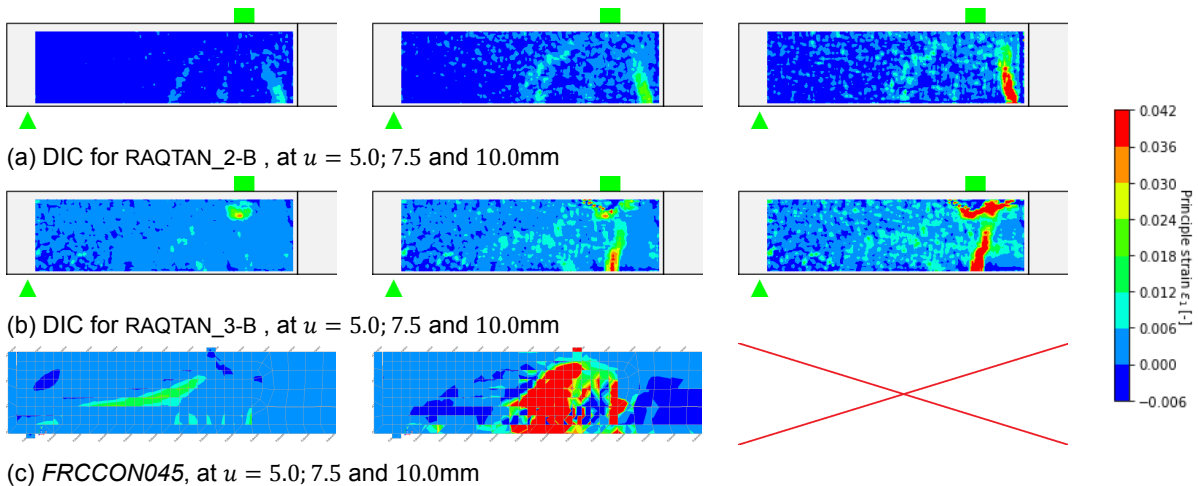 (a) DIC for RAQTAN_2-B , at u = 5.0; 7.5 and 10.0mm
(b) DIC for RAQTAN_3-B , at u = 5.0; 7.5 and 10.0mm
(c) FRCCON045, at u = 5.0; 7.5 and 10.0mm
0.042
0.036
0.030
0.024
0.018
0.012
0.006
0.000
−0.006
Principle strain ε₁ [-]